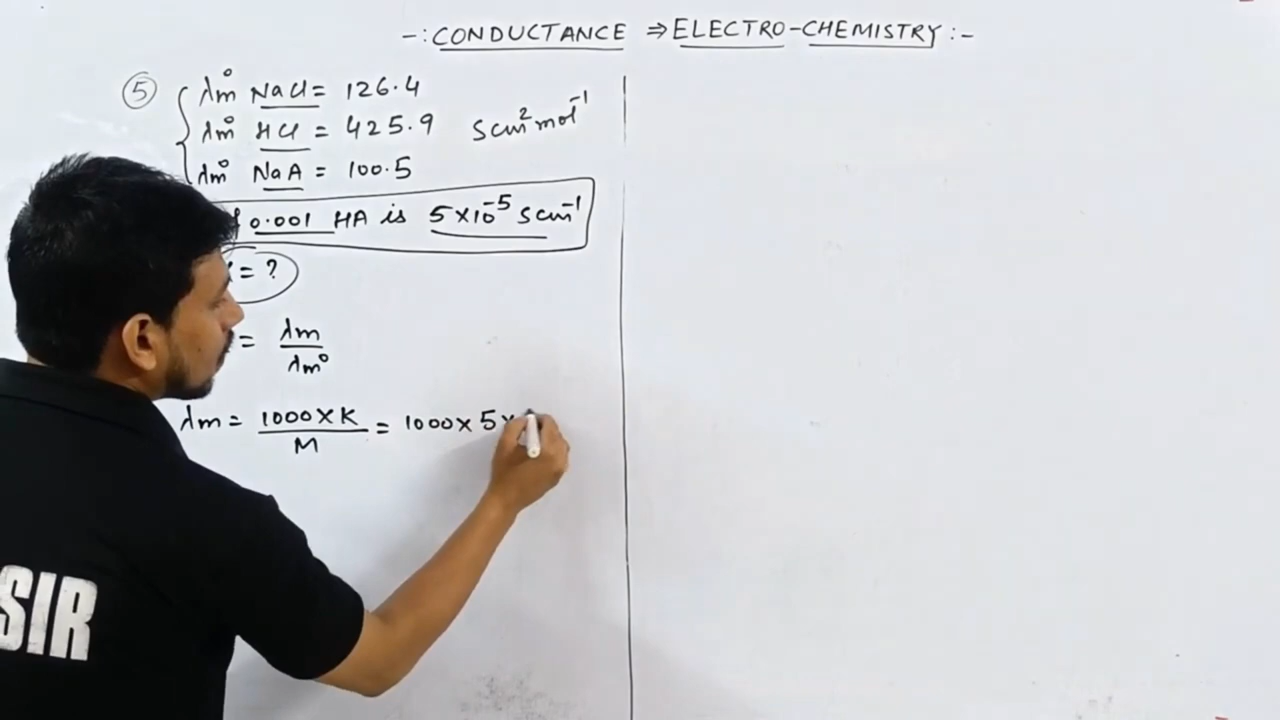 -: CONDUCTANCE ⇒ ELECTRO-CHEMISTRY :-
⑤ λm° NaCl = 126.4
λm° HCl = 425.9 S cm² mol⁻¹
λm° NaA = 100.5
0.001 HA is 5×10⁻⁵ S cm⁻¹
= ?
= λm / λm°
λm = 1000 × K / M = 1000 × 5 ×
SIR